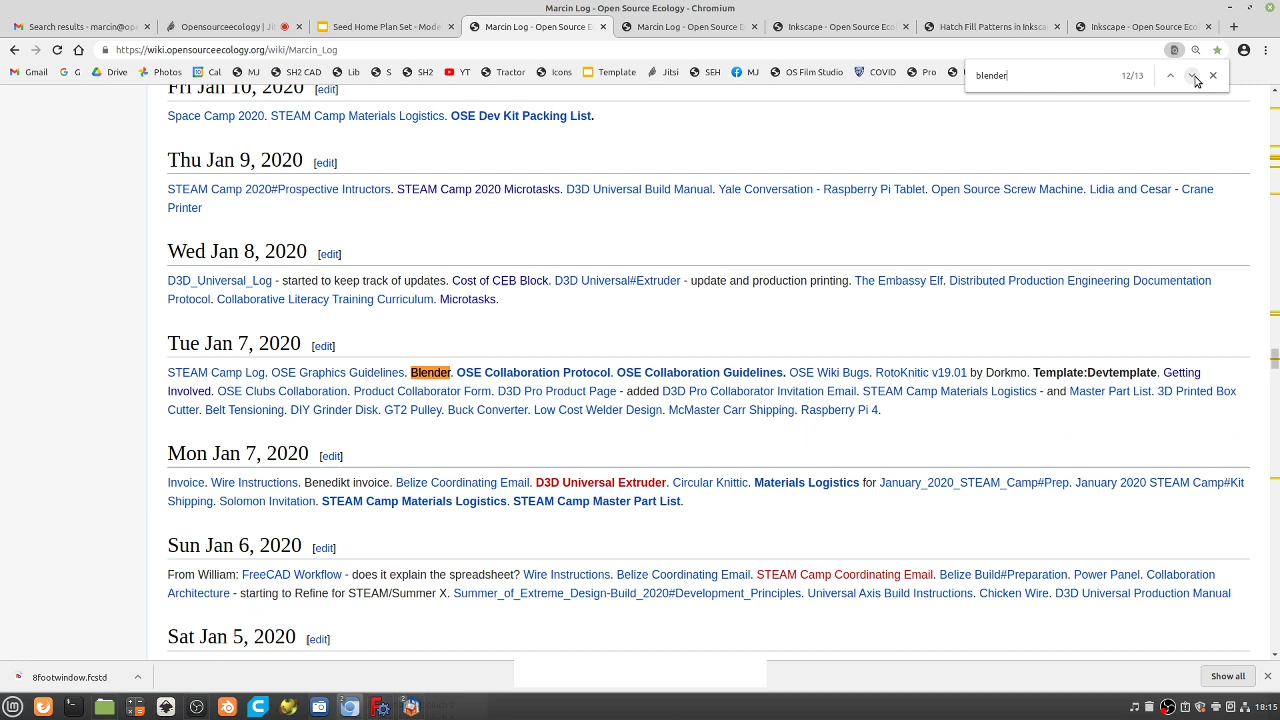 Marcin Log - Open Source Ecology - Chromium
Search results - marcin@op
Opensourceecology | Jit
Seed Home Plan Set - Mode
Marcin Log - Open Source Ecolo
Marcin Log - Open Source Ec
Inkscape - Open Source Ec
Hatch Fill Patterns in Inksca
Inkscape - Open Source Ec
https://wiki.opensourceecology.org/wiki/Marcin_Log
Gmail G Drive Photos Cal MJ SH2 CAD Lib S SH2 YT Tractor Icons Template Jitsi SEH MJ OS Film Studio COVID Pro
blender 12/13
Fri Jan 10, 2020 [edit]
Space Camp 2020. STEAM Camp Materials Logistics. OSE Dev Kit Packing List.
Thu Jan 9, 2020 [edit]
STEAM Camp 2020#Prospective Intructors. STEAM Camp 2020 Microtasks. D3D Universal Build Manual. Yale Conversation - Raspberry Pi Tablet. Open Source Screw Machine. Lidia and Cesar - Crane
Printer
Wed Jan 8, 2020 [edit]
D3D_Universal_Log - started to keep track of updates. Cost of CEB Block. D3D Universal#Extruder - update and production printing. The Embassy Elf. Distributed Production Engineering Documentation
Protocol. Collaborative Literacy Training Curriculum. Microtasks.
Tue Jan 7, 2020 [edit]
STEAM Camp Log. OSE Graphics Guidelines. Blender. OSE Collaboration Protocol. OSE Collaboration Guidelines. OSE Wiki Bugs. RotoKnitic v19.01 by Dorkmo. Template:Devtemplate. Getting
Involved. OSE Clubs Collaboration. Product Collaborator Form. D3D Pro Product Page - added D3D Pro Collaborator Invitation Email. STEAM Camp Materials Logistics - and Master Part List. 3D Printed Box
Cutter. Belt Tensioning. DIY Grinder Disk. GT2 Pulley. Buck Converter. Low Cost Welder Design. McMaster Carr Shipping. Raspberry Pi 4.
Mon Jan 7, 2020 [edit]
Invoice. Wire Instructions. Benedikt invoice. Belize Coordinating Email. D3D Universal Extruder. Circular Knittic. Materials Logistics for January_2020_STEAM_Camp#Prep. January 2020 STEAM Camp#Kit
Shipping. Solomon Invitation. STEAM Camp Materials Logistics. STEAM Camp Master Part List.
Sun Jan 6, 2020 [edit]
From William: FreeCAD Workflow - does it explain the spreadsheet? Wire Instructions. Belize Coordinating Email. STEAM Camp Coordinating Email. Belize Build#Preparation. Power Panel. Collaboration
Architecture - starting to Refine for STEAM/Summer X. Summer_of_Extreme_Design-Build_2020#Development_Principles. Universal Axis Build Instructions. Chicken Wire. D3D Universal Production Manual
Sat Jan 5, 2020 [edit]
8footwindow.fcstd
Show all
18:15